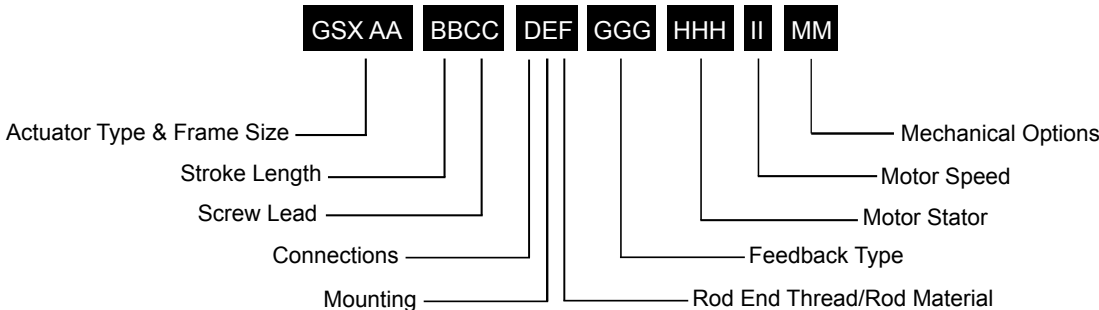 GSX AA BBCC DEF GGG HHH II MM
Actuator Type & Frame Size
Mechanical Options
Stroke Length
Motor Speed
Screw Lead
Motor Stator
Connections
Feedback Type
Mounting
Rod End Thread/Rod Material